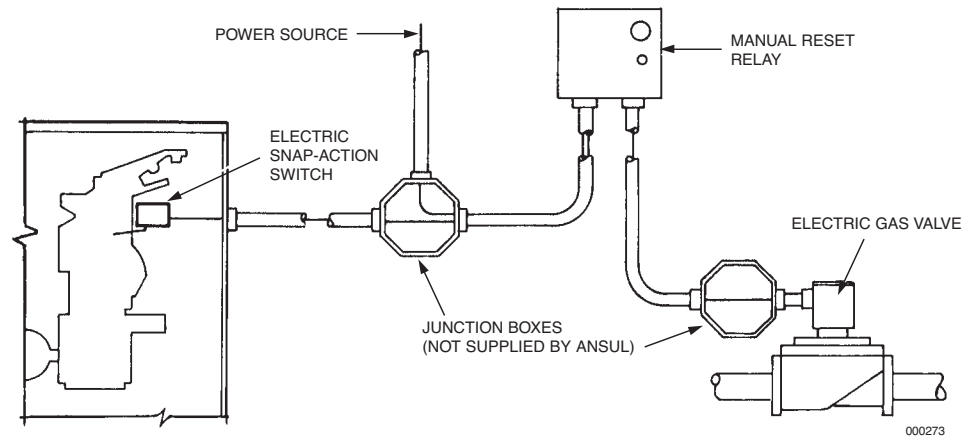 POWER SOURCE
MANUAL RESET
RELAY
ELECTRIC
SNAP-ACTION
SWITCH
ELECTRIC GAS VALVE
JUNCTION BOXES
(NOT SUPPLIED BY ANSUL)
000273